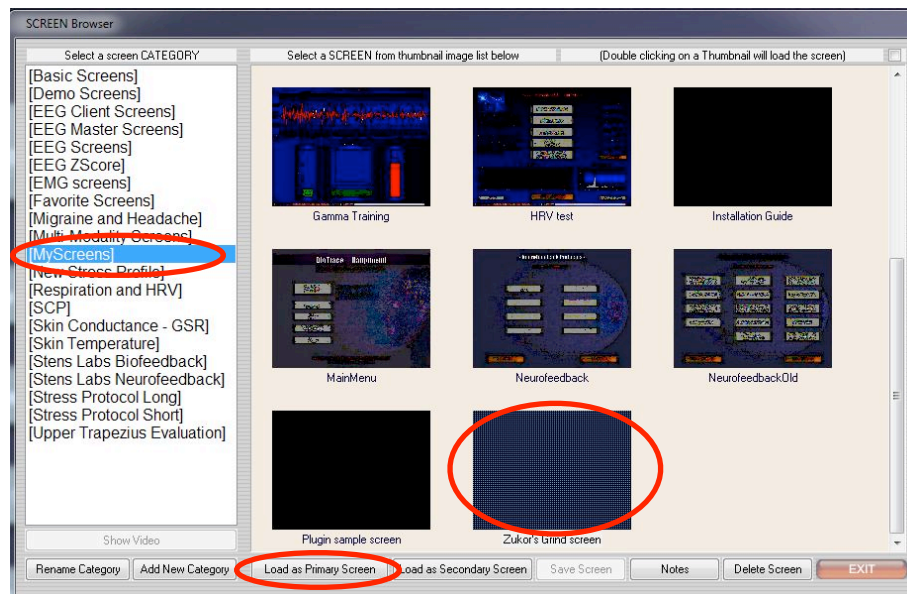 SCREEN Browser
Select a screen CATEGORY
Select a SCREEN from thumbnail image list below
(Double clicking on a Thumbnail will load the screen)
[Basic Screens]
[Demo Screens]
[EEG Client Screens]
[EEG Master Screens]
[EEG Screens]
[EEG ZScore]
[EMG screens]
[Favorite Screens]
[Migraine and Headache]
[Multi-Modality Screens]
[MyScreens]
[New Stress Profile]
[Respiration and HRV]
[SCP]
[Skin Conductance - GSR]
[Skin Temperature]
[Stens Labs Biofeedback]
[Stens Labs Neurofeedback]
[Stress Protocol Long]
[Stress Protocol Short]
[Upper Trapezius Evaluation]
Gamma Training
HRV test
Installation Guide
MainMenu
Neurofeedback
NeurofeedbackOld
Plugin sample screen
Zukor's Grind screen
Show Video
Rename Category
Add New Category
Load as Primary Screen
Load as Secondary Screen
Save Screen
Notes
Delete Screen
EXIT